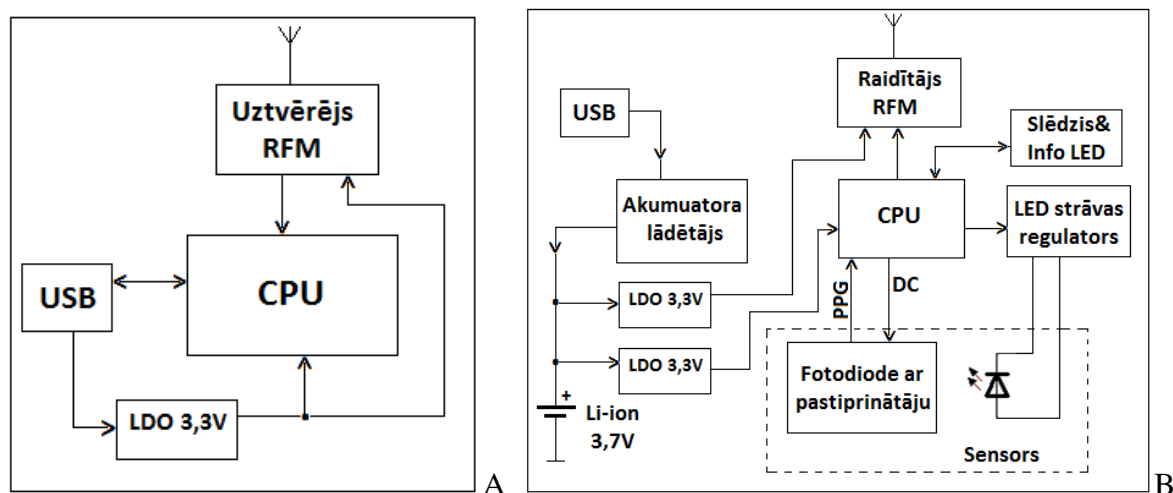 Uztvērējs
RFM
CPU
USB
LDO 3,3V
A
Raidītājs
RFM
USB
Slēdzis&
Info LED
Akumuatora
lādētājs
CPU
LED strāvas
regulators
LDO 3,3V
PPG
DC
LDO 3,3V
Fotodiode ar
pastiprinātāju
+
Li-ion
3,7V
Sensors
B